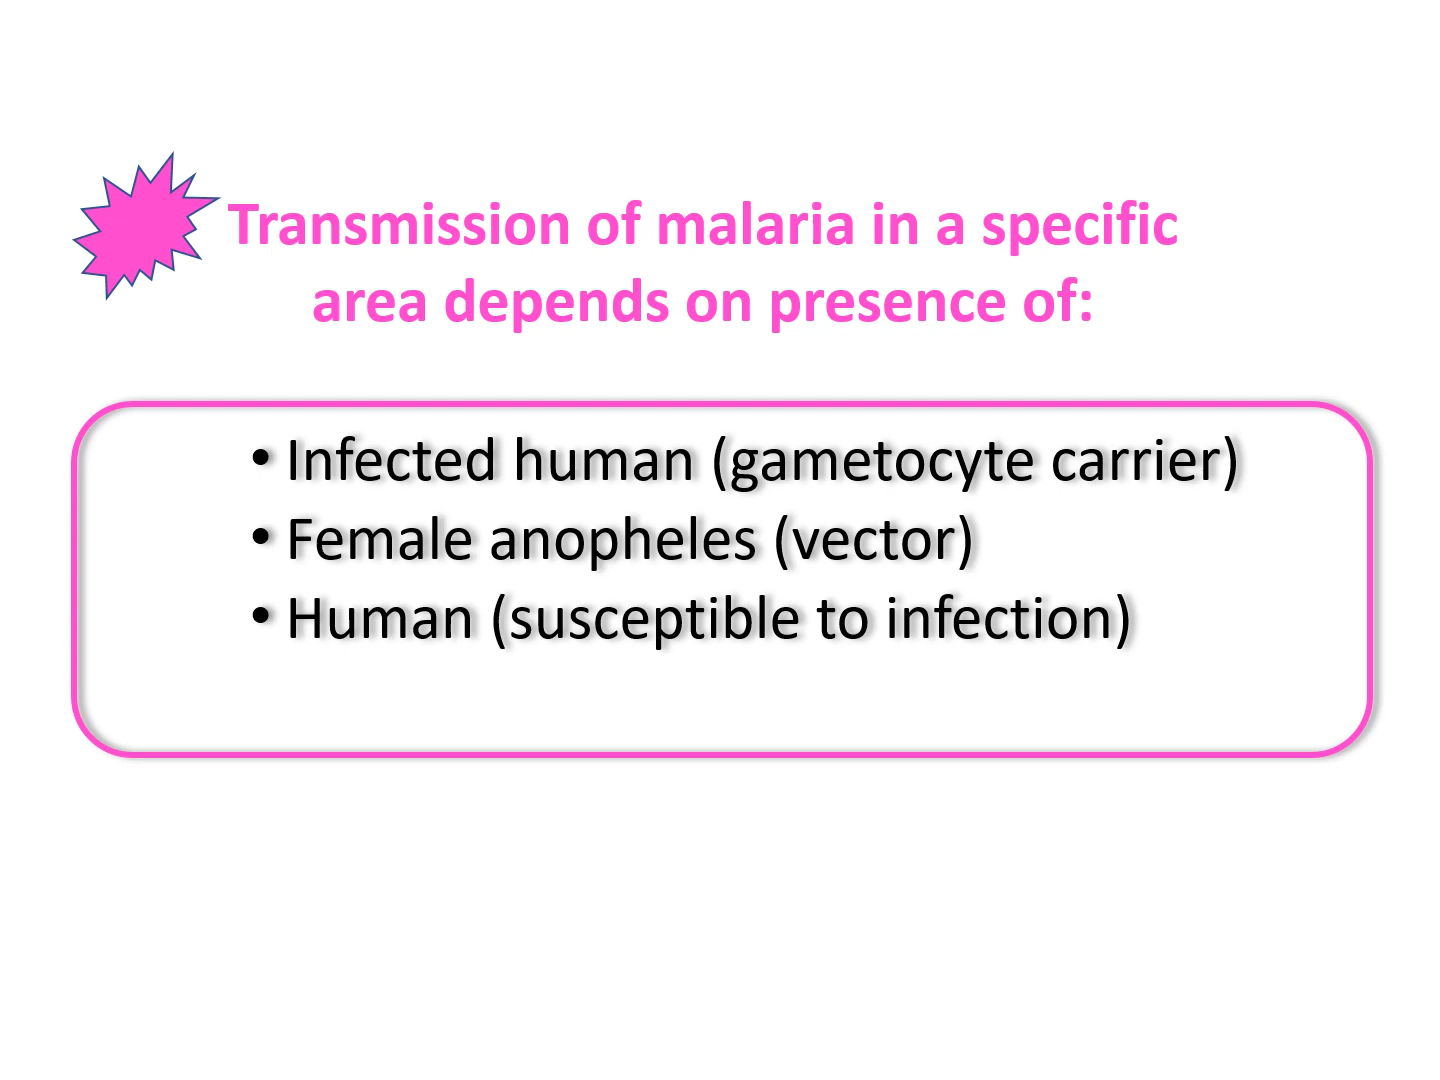 Transmission of malaria in a specific
area depends on presence of:
• Infected human (gametocyte carrier)
• Female anopheles (vector)
• Human (susceptible to infection)